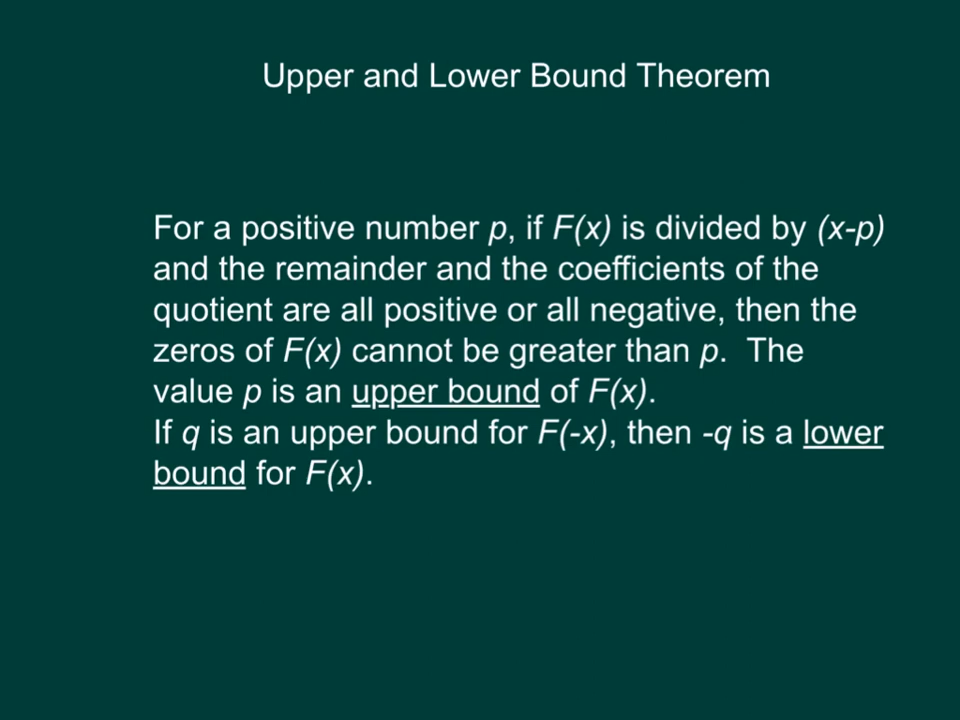 Upper and Lower Bound Theorem
For a positive number p, if F(x) is divided by (x-p)
and the remainder and the coefficients of the
quotient are all positive or all negative, then the
zeros of F(x) cannot be greater than p.  The
value p is an upper bound of F(x).
If q is an upper bound for F(-x), then -q is a lower
bound for F(x).